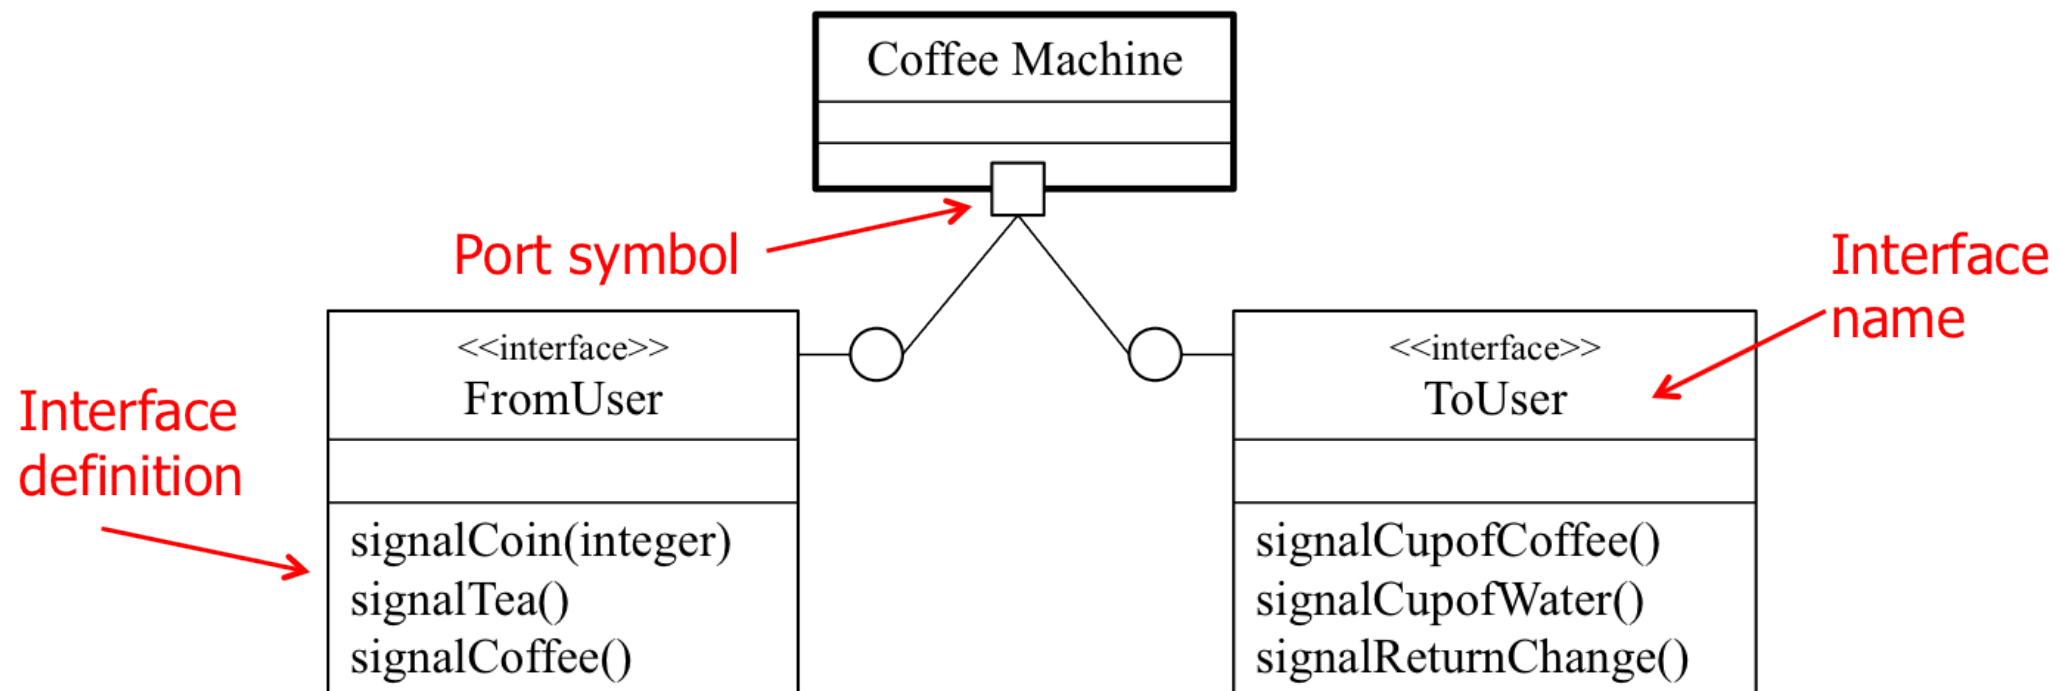 Coffee Machine
Port symbol
Interface
name
<<interface>>
FromUser
<<interface>>
ToUser
Interface
definition
signalCoin(integer)
signalTea()
signalCoffee()
signalCupofCoffee()
signalCupofWater()
signalReturnChange()